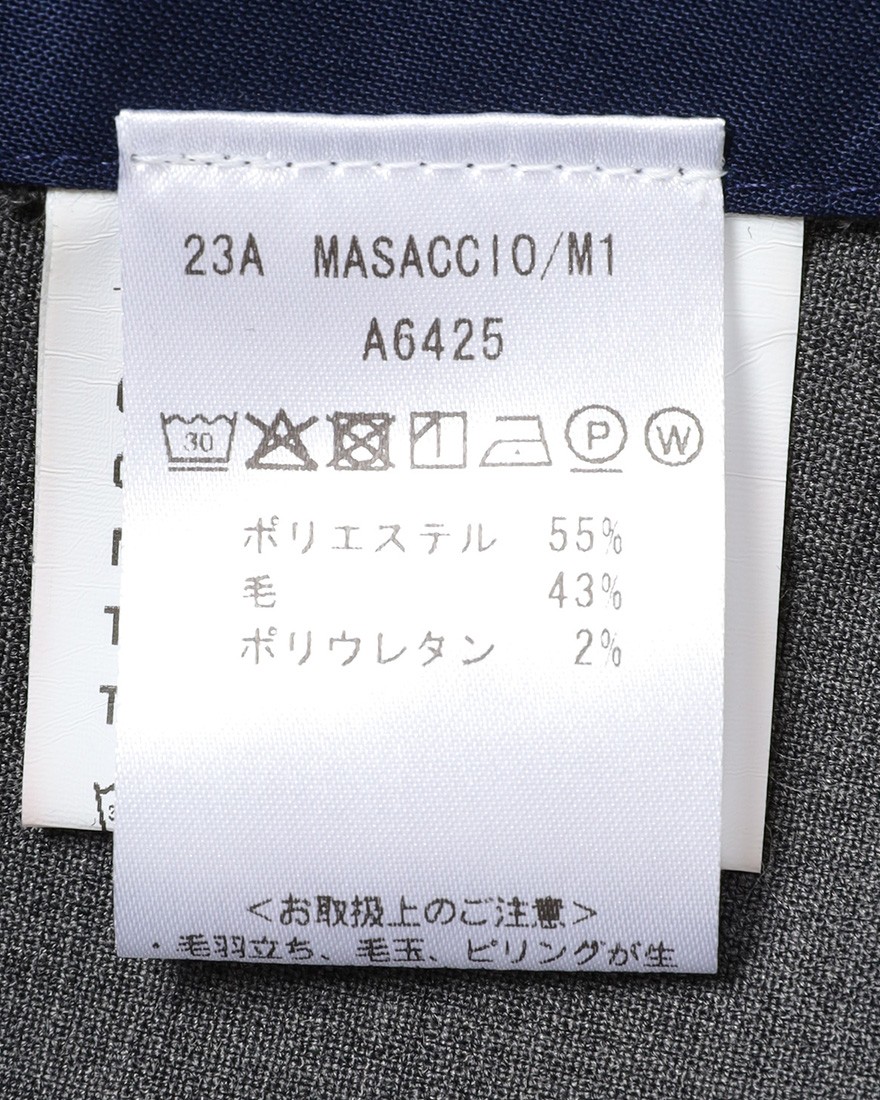 23A MASACCIO/M1
A6425
30 P W
ポリエステル 55%
毛 43%
ポリウレタン 2%
<お取扱上のご注意>
・毛羽立ち、毛玉、ピリングが生